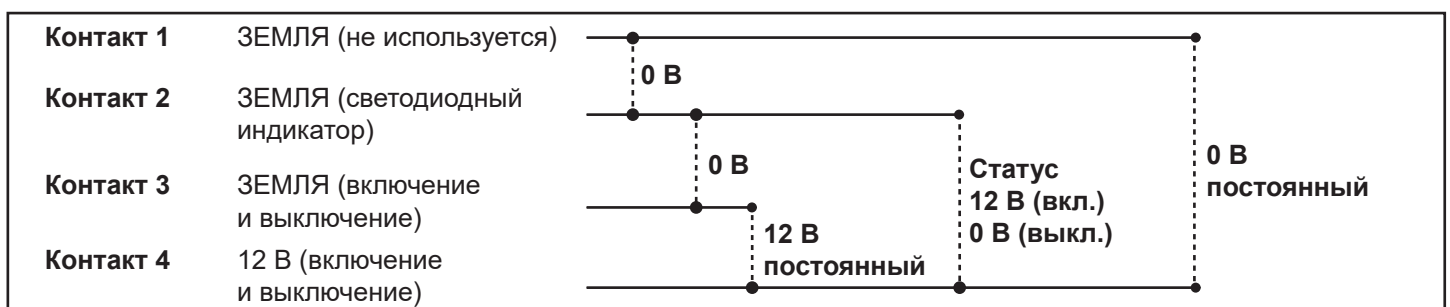 Контакт 1 ЗЕМЛЯ (не используется)
0 В
Контакт 2 ЗЕМЛЯ (светодиодный
индикатор)
0 В
Контакт 3 ЗЕМЛЯ (включение
и выключение)
Статус
12 В (вкл.)
0 В (выкл.)
0 В
постоянный
Контакт 4 12 В (включение
и выключение)
12 В
постоянный